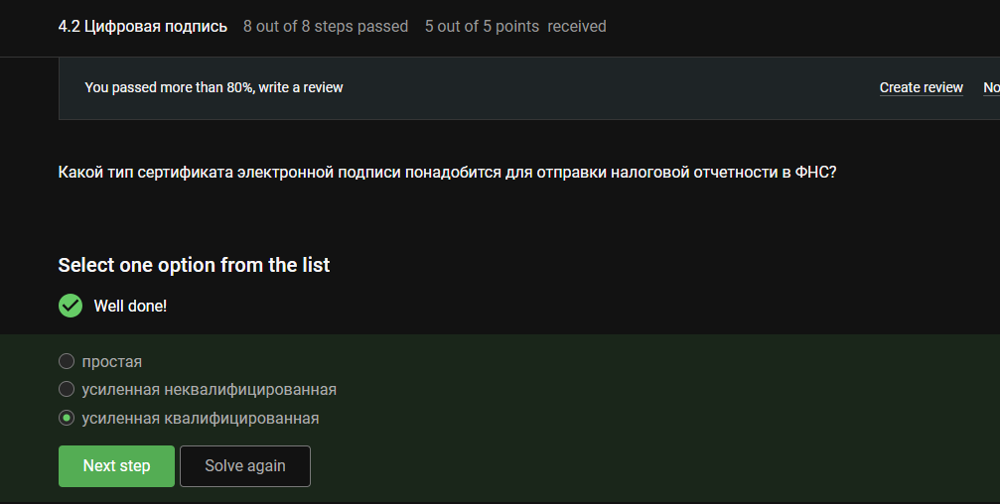 4.2 Цифровая подпись 8 out of 8 steps passed 5 out of 5 points received
You passed more than 80%, write a review Create review No
Какой тип сертификата электронной подписи понадобится для отправки налоговой отчетности в ФНС?
Select one option from the list
Well done!
простая
усиленная неквалифицированная
усиленная квалифицированная
Next step Solve again